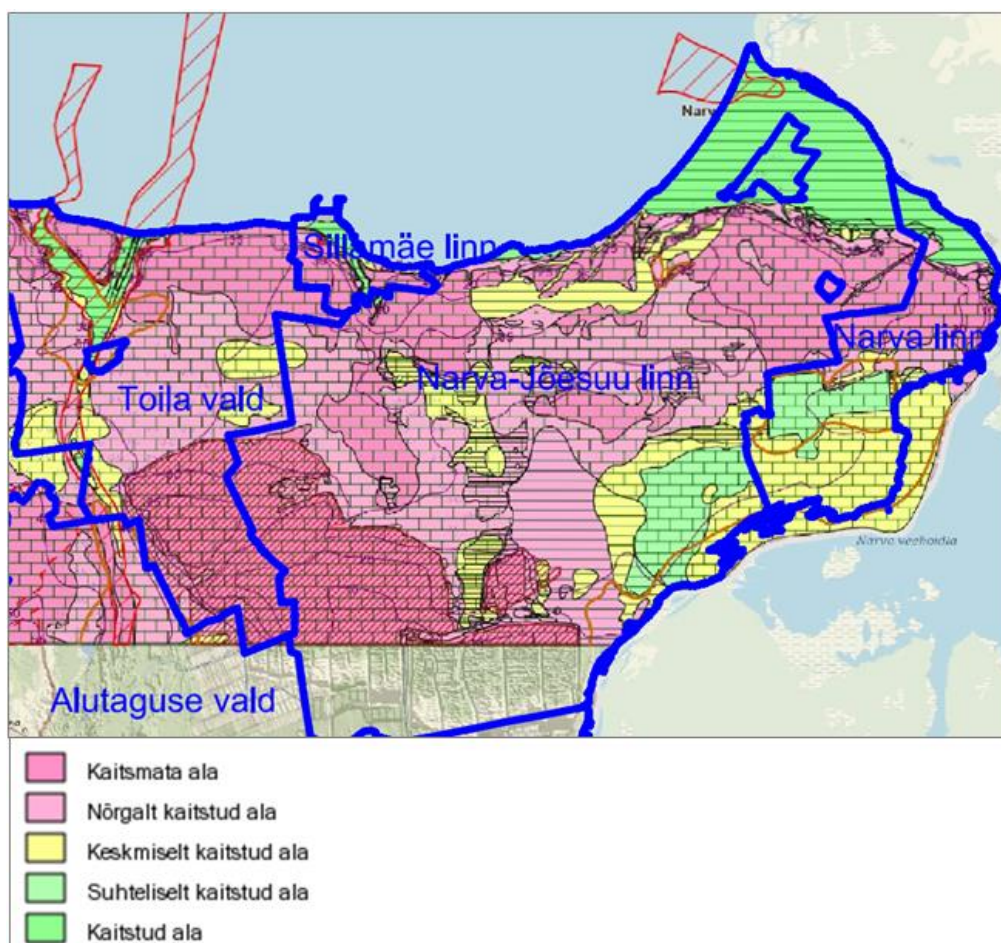 Narv
Sillamäe linn
Narva linn
Narva-Jõesuu linn
Toila vald
Narva veehoidla
Alutaguse vald
Kaitsmata ala
Nõrgalt kaitstud ala
Keskmiselt kaitstud ala
Suhteliselt kaitstud ala
Kaitstud ala